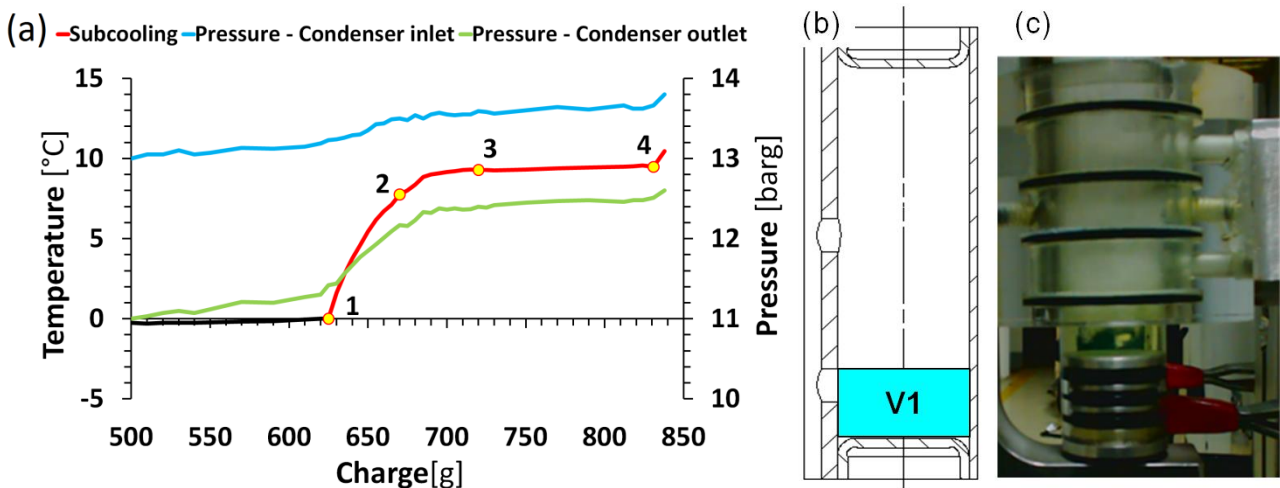 (a) Subcooling Pressure - Condenser inlet Pressure - Condenser outlet
15
10
5
0
-5
Temperature [°C]
14
13
12
11
10
Pressure [barg]
1
2
3
4
500 550 600 650 700 750 800 850
Charge[g]
(b)
V1
(c)